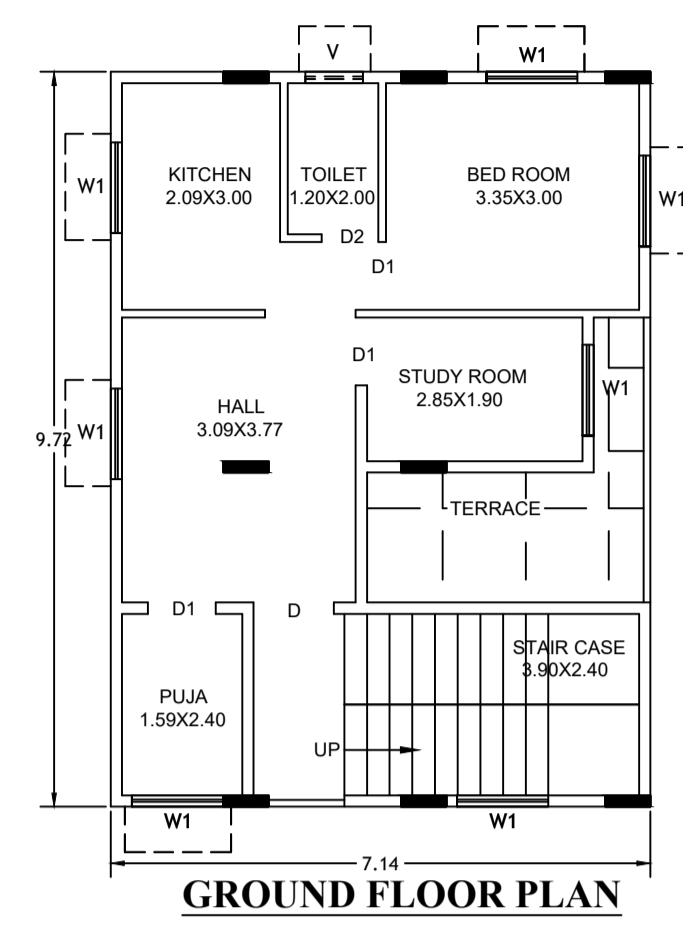 V
W1
KITCHEN
2.09X3.00
TOILET
1.20X2.00
BED ROOM
3.35X3.00
W1
W1
D2
D1
D1
STUDY ROOM
2.85X1.90
W1
HALL
3.09X3.77
W1
9.72
TERRACE
D1
D
STAIR CASE
3.90X2.40
PUJA
1.59X2.40
UP
W1
W1
7.14
GROUND FLOOR PLAN